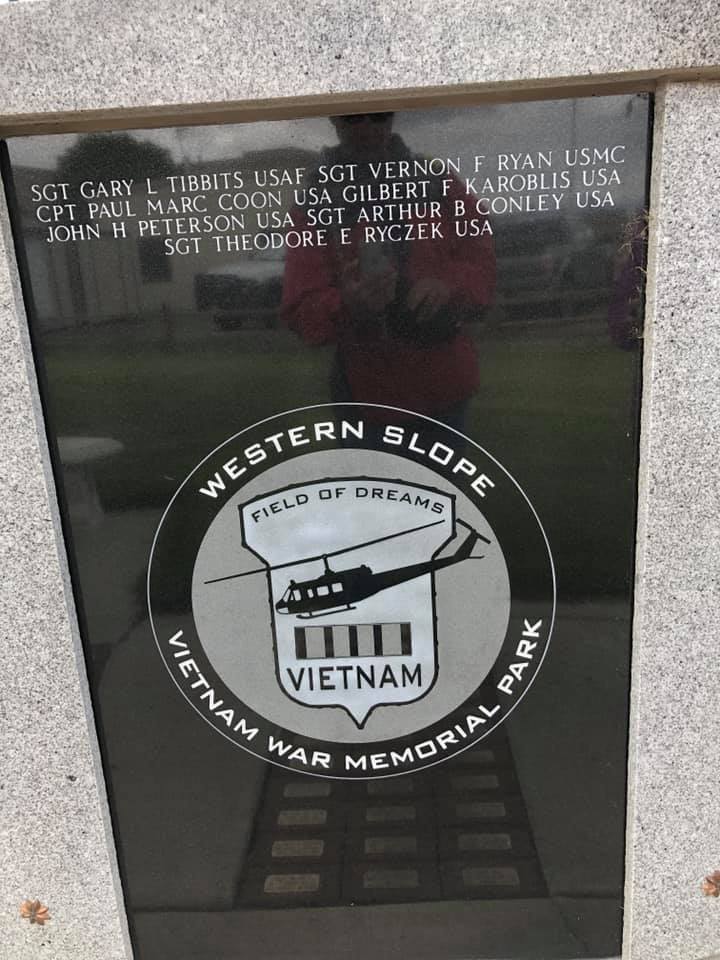 SGT GARY L TIBBITS USAF SGT VERNON F RYAN USMC
CPT PAUL MARC COON USA GILBERT F KAROBLIS USA
JOHN H PETERSON USA SGT ARTHUR B CONLEY USA
SGT THEODORE E RYCZEK USA
WESTERN SLOPE
FIELD OF DREAMS
VIETNAM
VIETNAM WAR MEMORIAL PARK